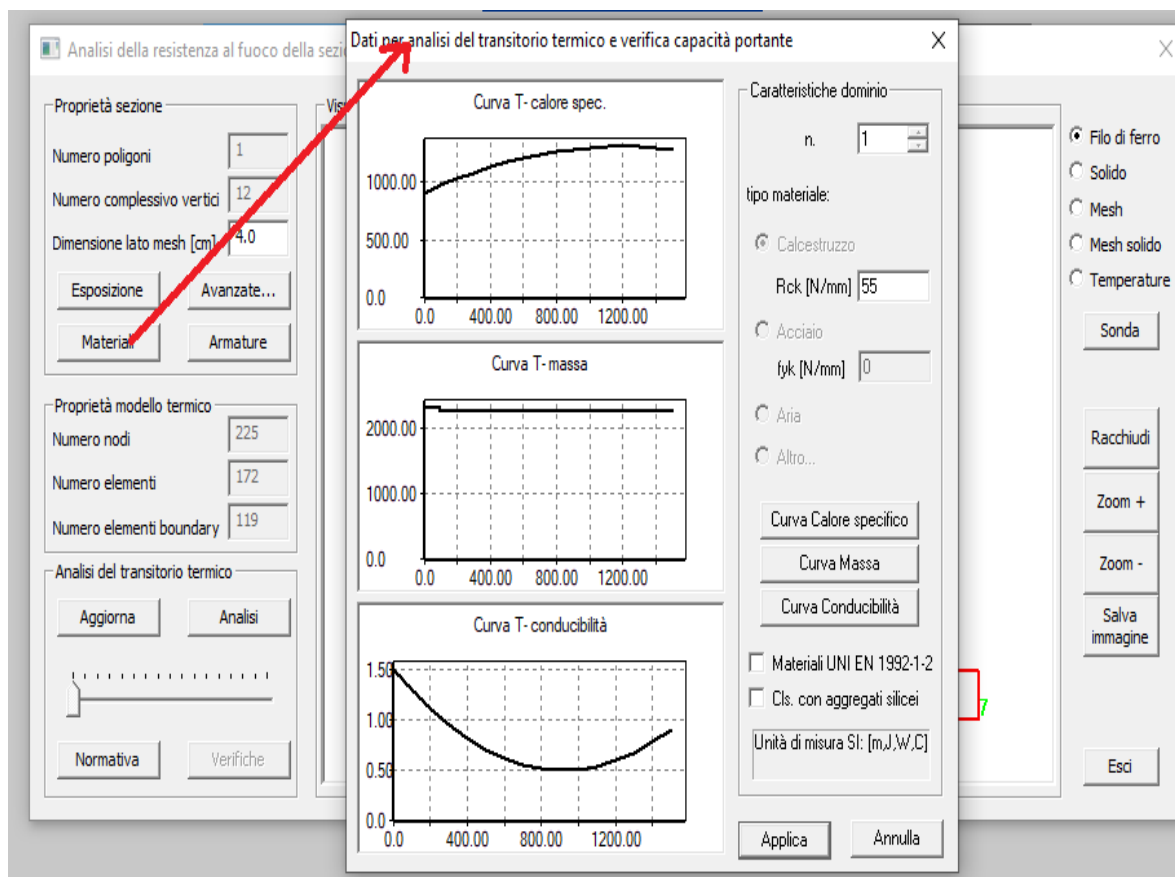 Analisi della resistenza al fuoco della sezi
Proprietà sezione
Numero poligoni
1
Numero complessivo vertici
12
Dimensione lato mesh [cm]
4.0
Esposizione
Avanzate...
Materiali
Armature
Proprietà modello termico
Numero nodi
225
Numero elementi
172
Numero elementi boundary
119
Analisi del transitorio termico
Aggiorna
Analisi
Normativa
Verifiche
Dati per analisi del transitorio termico e verifica capacità portante
Curva T- calore spec.
1000.00
500.00
0.0
0.0
400.00
800.00
1200.00
Curva T- massa
2000.00
1000.00
0.0
0.0
400.00
800.00
1200.00
Curva T- conducibilità
1.50
1.00
0.50
0.0
0.0
400.00
800.00
1200.00
Caratteristiche dominio
n.
1
tipo materiale:
Calcestruzzo
Rck [N/mm]
55
Acciaio
fyk [N/mm]
0
Aria
Altro...
Curva Calore specifico
Curva Massa
Curva Conducibilità
Materiali UNI EN 1992-1-2
Cls. con aggregati silicei
Unità di misura SI: [m,J,W,C]
Applica
Annulla
7
Filo di ferro
Solido
Mesh
Mesh solido
Temperature
Sonda
Racchiudi
Zoom +
Zoom -
Salva
immagine
Esci